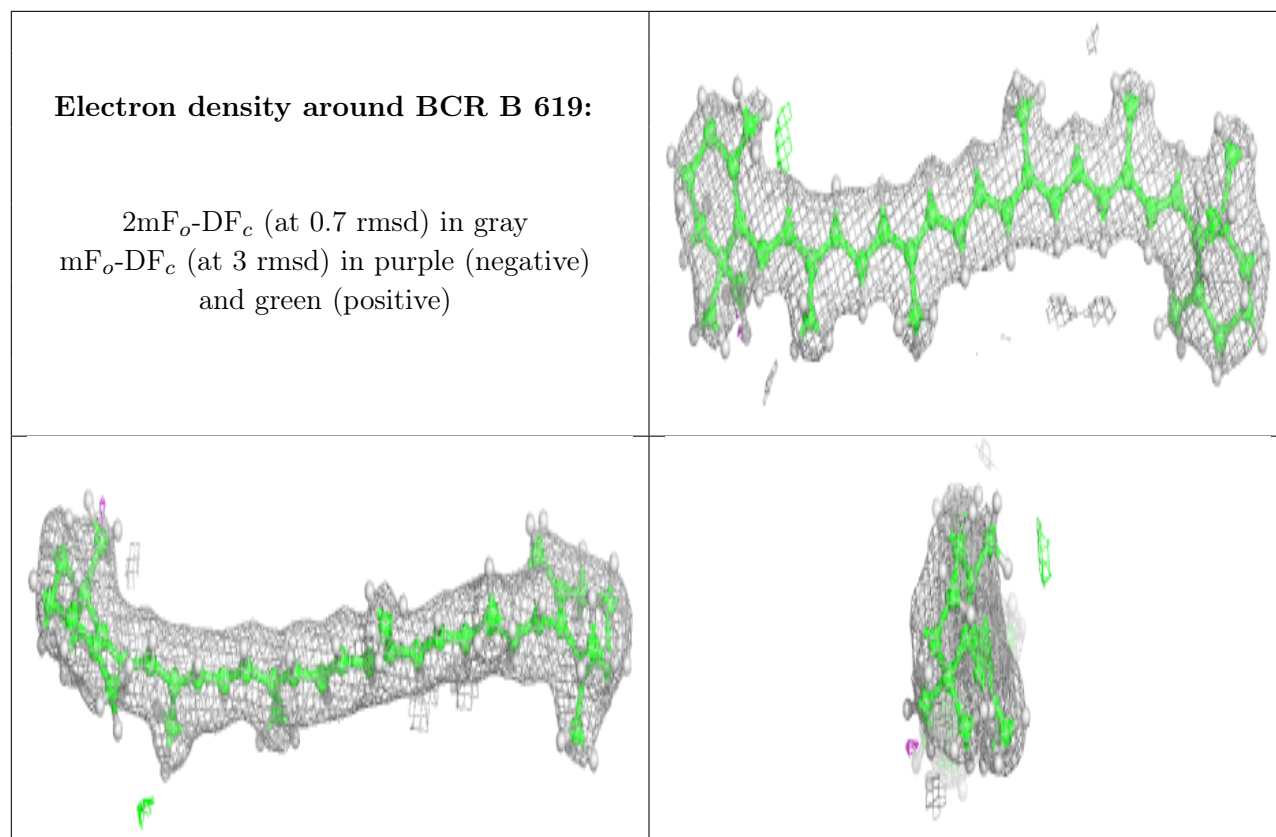 Electron density around BCR B 619:
2mFo-DFc (at 0.7 rmsd) in gray
mFo-DFc (at 3 rmsd) in purple (negative)
and green (positive)